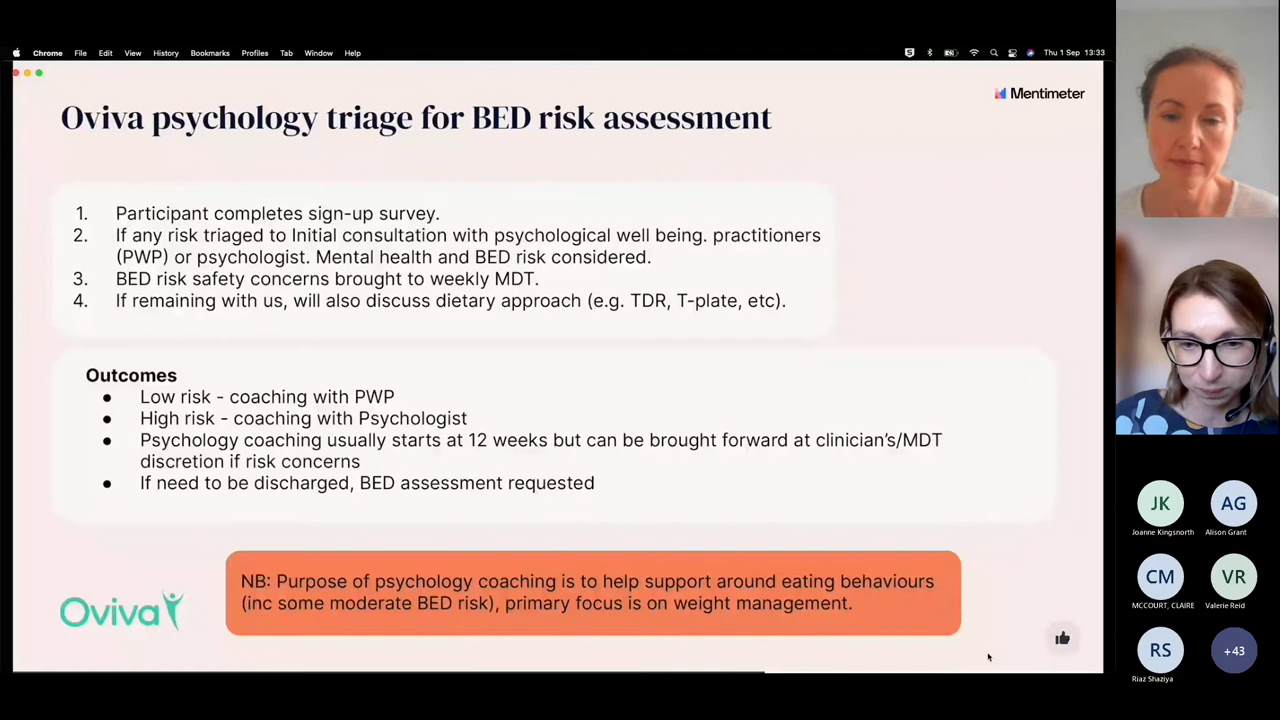 Chrome File Edit View History Bookmarks Profiles Tab Window Help
Thu 1 Sep 13:33
Mentimeter
Oviva psychology triage for BED risk assessment
1. Participant completes sign-up survey.
2. If any risk triaged to Initial consultation with psychological well being. practitioners
(PWP) or psychologist. Mental health and BED risk considered.
3. BED risk safety concerns brought to weekly MDT.
4. If remaining with us, will also discuss dietary approach (e.g. TDR, T-plate, etc).
Outcomes
● Low risk - coaching with PWP
● High risk - coaching with Psychologist
● Psychology coaching usually starts at 12 weeks but can be brought forward at clinician's/MDT
discretion if risk concerns
● If need to be discharged, BED assessment requested
NB: Purpose of psychology coaching is to help support around eating behaviours
(inc some moderate BED risk), primary focus is on weight management.
Oviva
JK
AG
Joanne Kingsnorth
Alison Grant
CM
VR
MCCOURT, CLAIRE
Valerie Reid
RS
+43
Riaz Shaziya